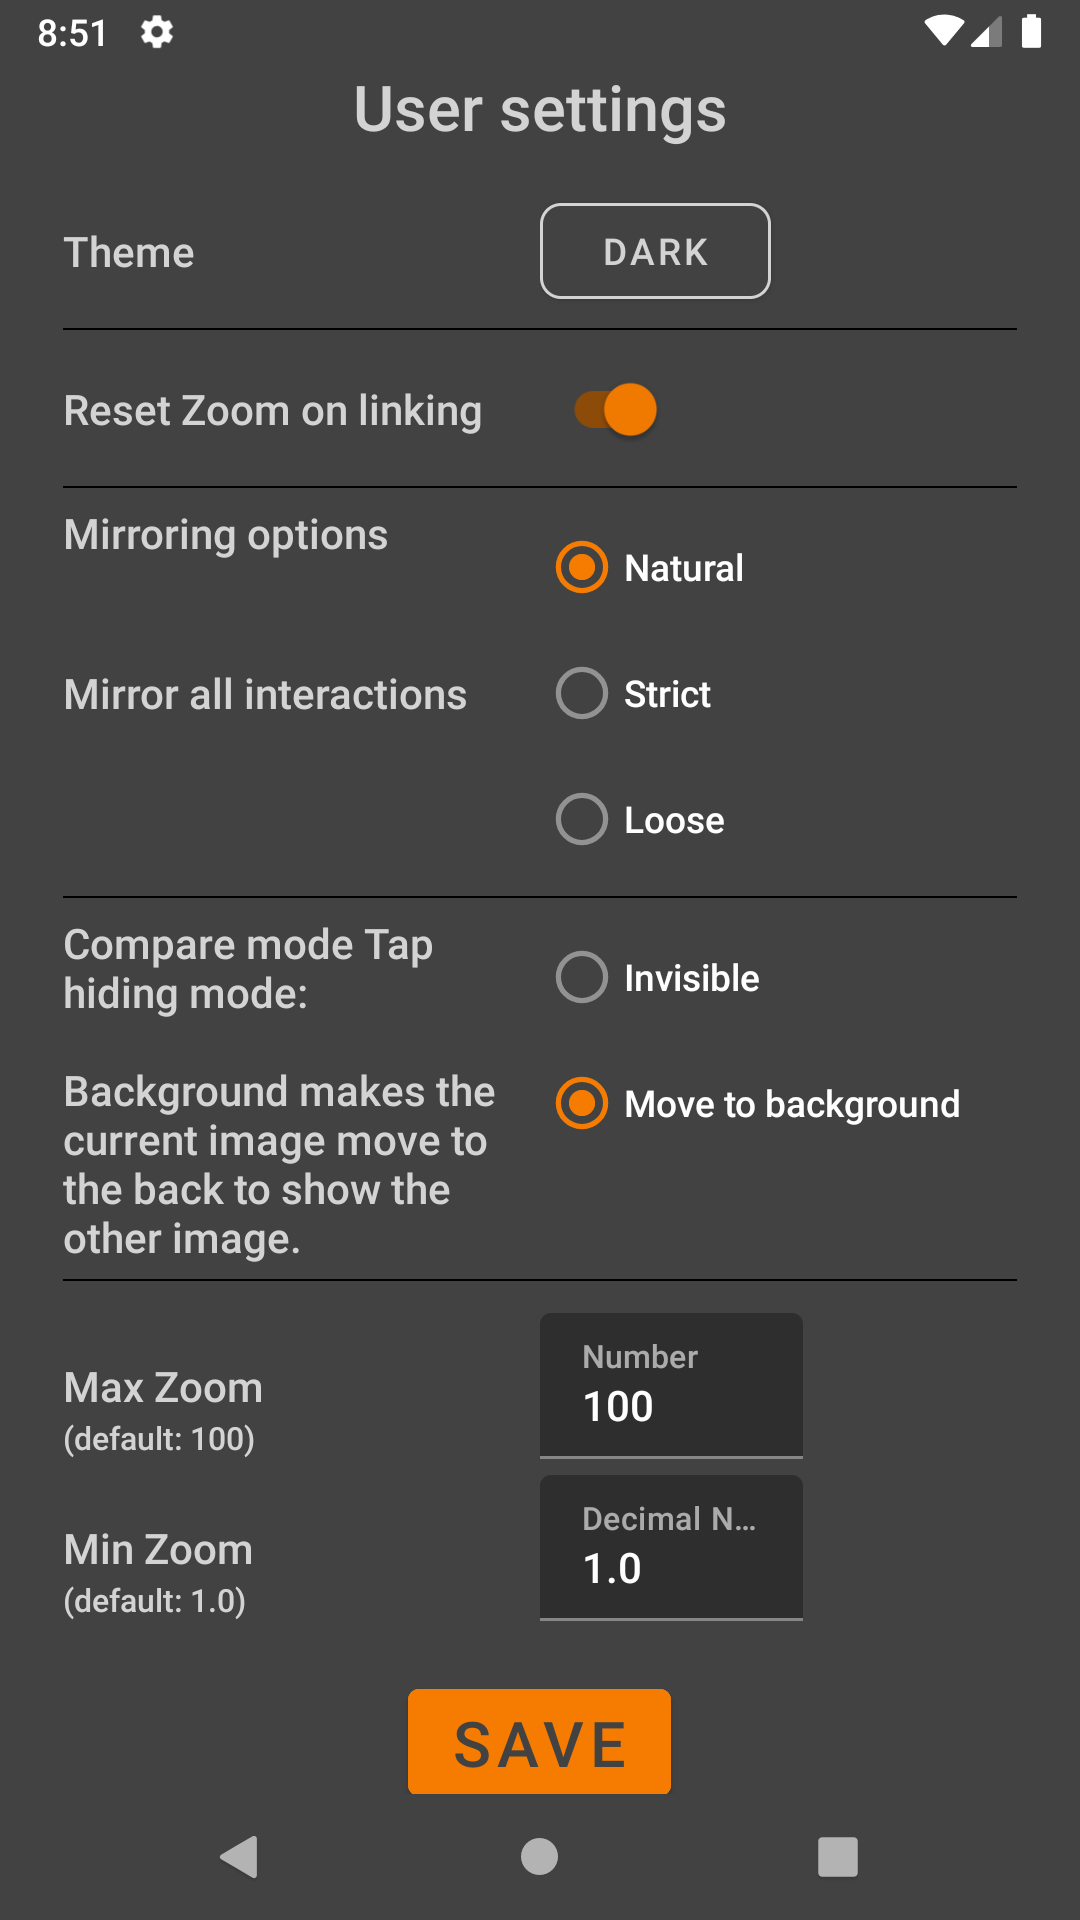 8:51
User settings
Theme
DARK
Reset Zoom on linking
Mirroring options
Natural
Mirror all interactions
Strict
Loose
Compare mode Tap
hiding mode:
Invisible
Background makes the
current image move to
the back to show the
other image.
Move to background
Max Zoom
(default: 100)
Number
100
Min Zoom
(default: 1.0)
Decimal N...
1.0
SAVE